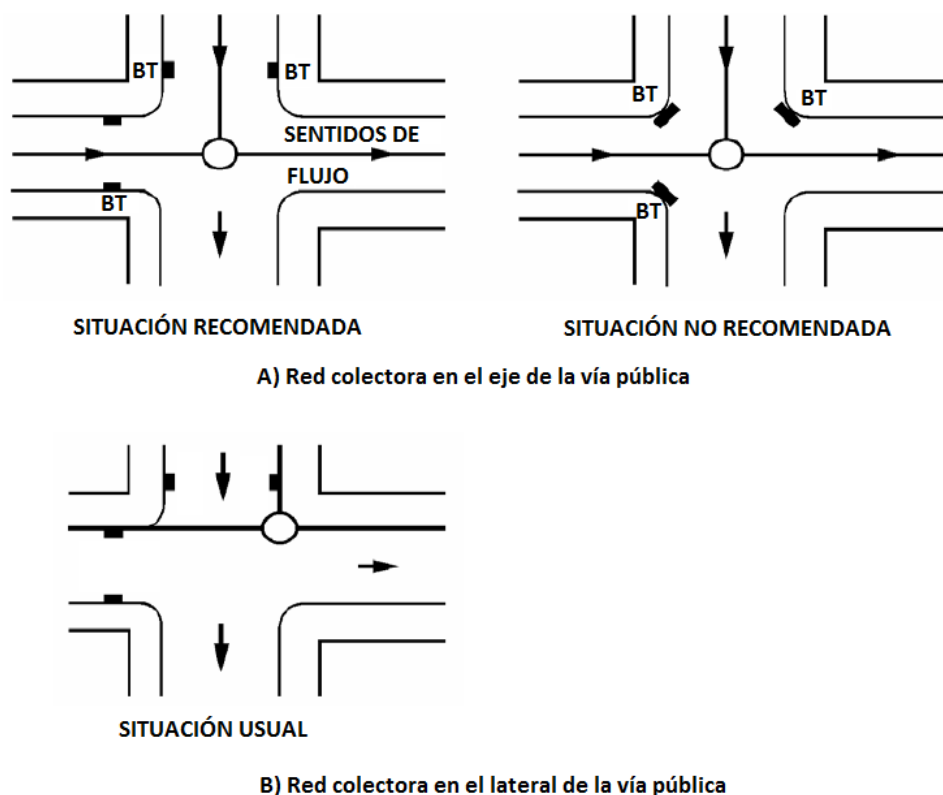 BT
BT
SENTIDOS DE
FLUJO
BT
SITUACIÓN RECOMENDADA
BT
BT
BT
SITUACIÓN NO RECOMENDADA
A) Red colectora en el eje de la vía pública
SITUACIÓN USUAL
B) Red colectora en el lateral de la vía pública